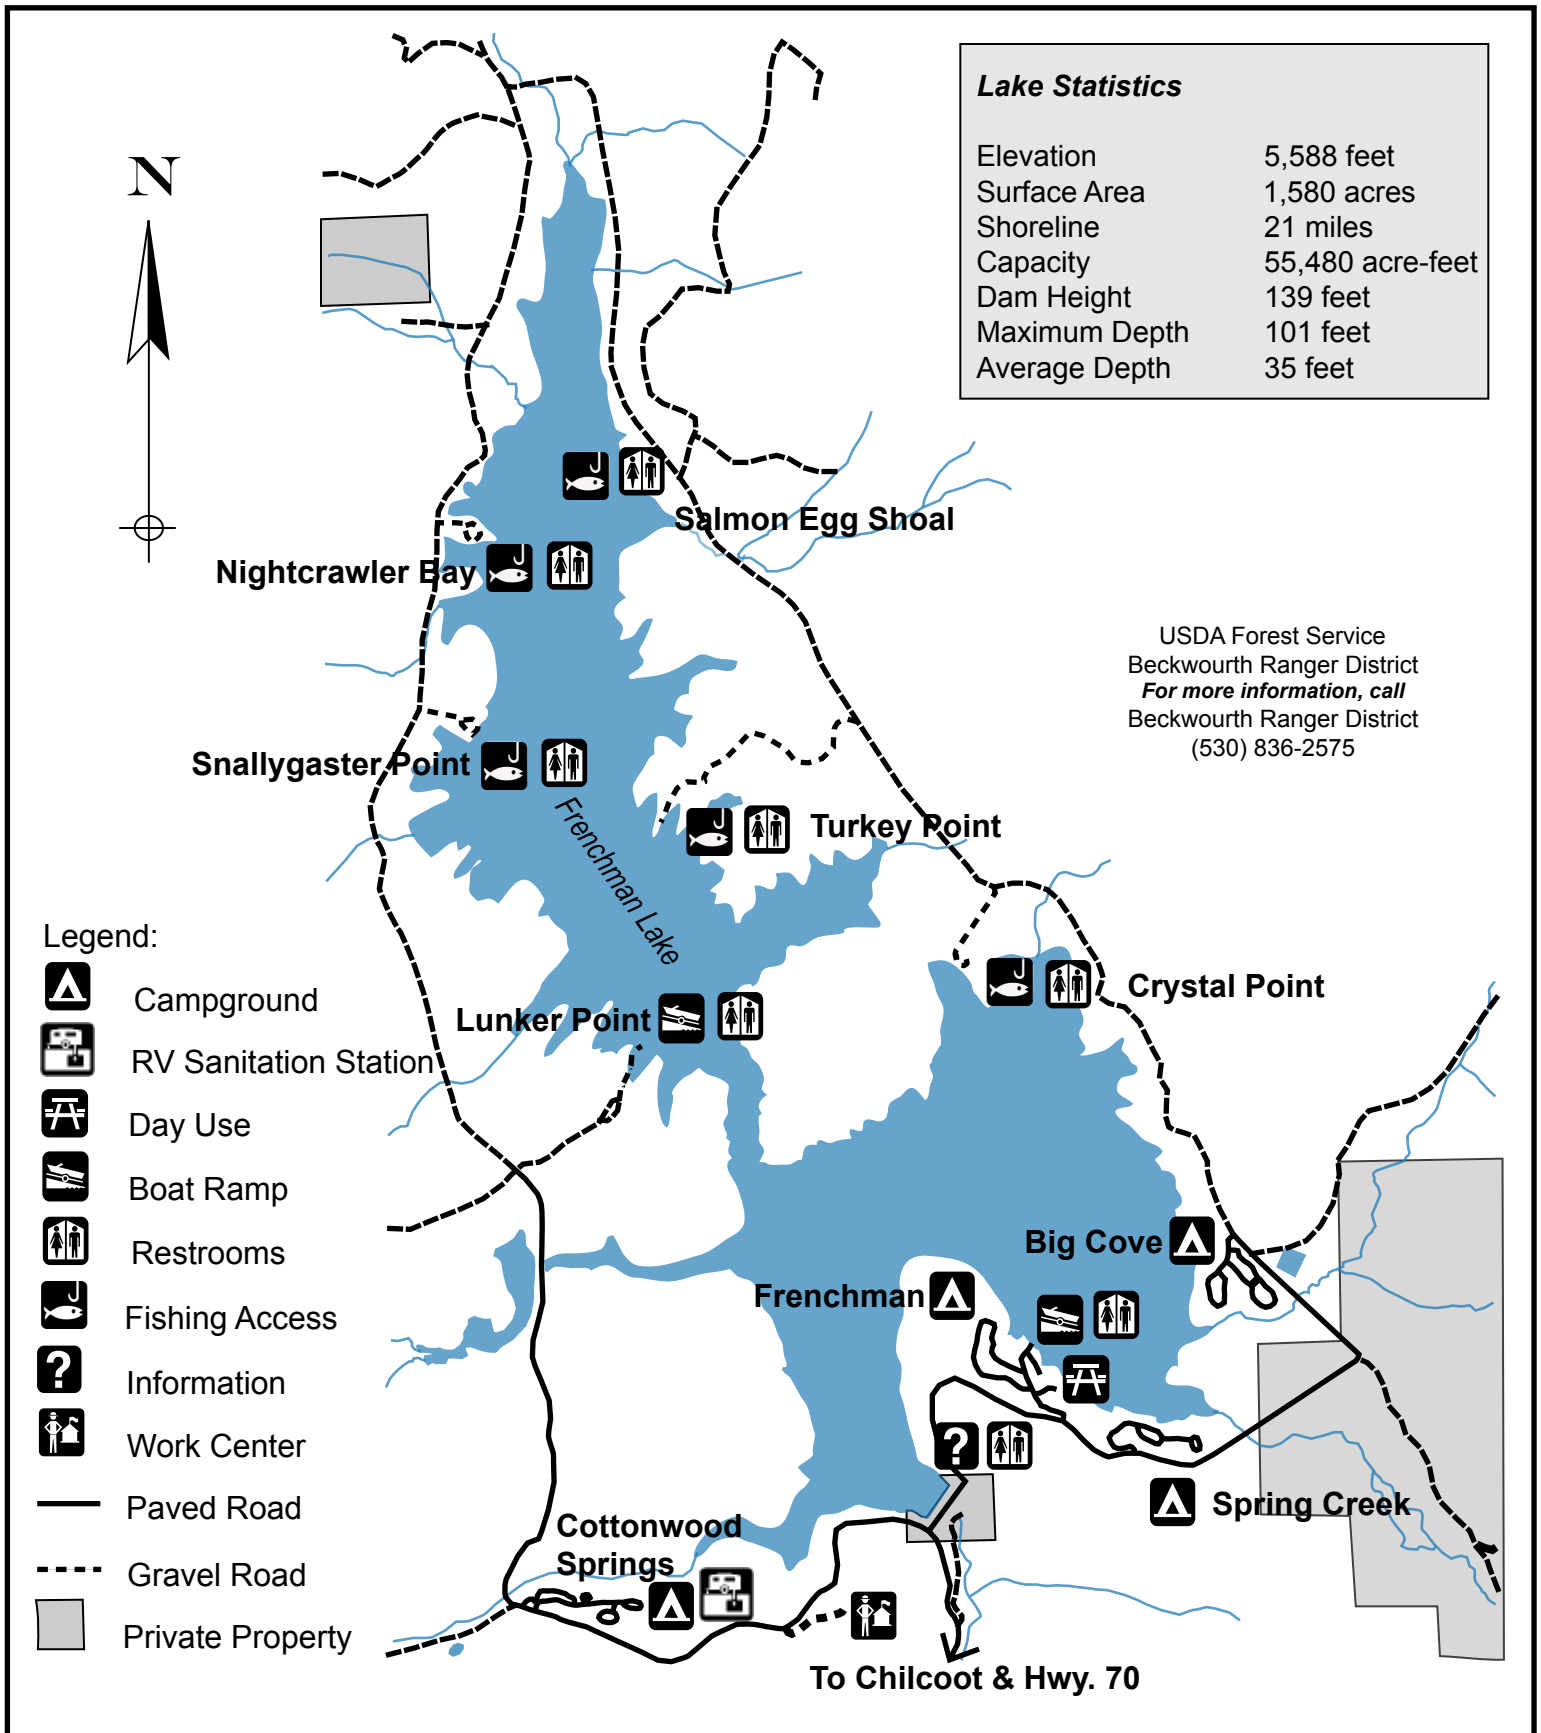 N
Lake Statistics
Elevation 5,588 feet
Surface Area 1,580 acres
Shoreline 21 miles
Capacity 55,480 acre-feet
Dam Height 139 feet
Maximum Depth 101 feet
Average Depth 35 feet
Salmon Egg Shoal
Nightcrawler Bay
USDA Forest Service
Beckwourth Ranger District
For more information, call
Beckwourth Ranger District
(530) 836-2575
Snallygaster Point
Frenchman Lake
Turkey Point
Crystal Point
Lunker Point
Big Cove
Frenchman
Spring Creek
Cottonwood
Springs
To Chilcoot & Hwy. 70
Legend:
Campground
RV Sanitation Station
Day Use
Boat Ramp
Restrooms
Fishing Access
?
Information
Work Center
Paved Road
Gravel Road
Private Property
?